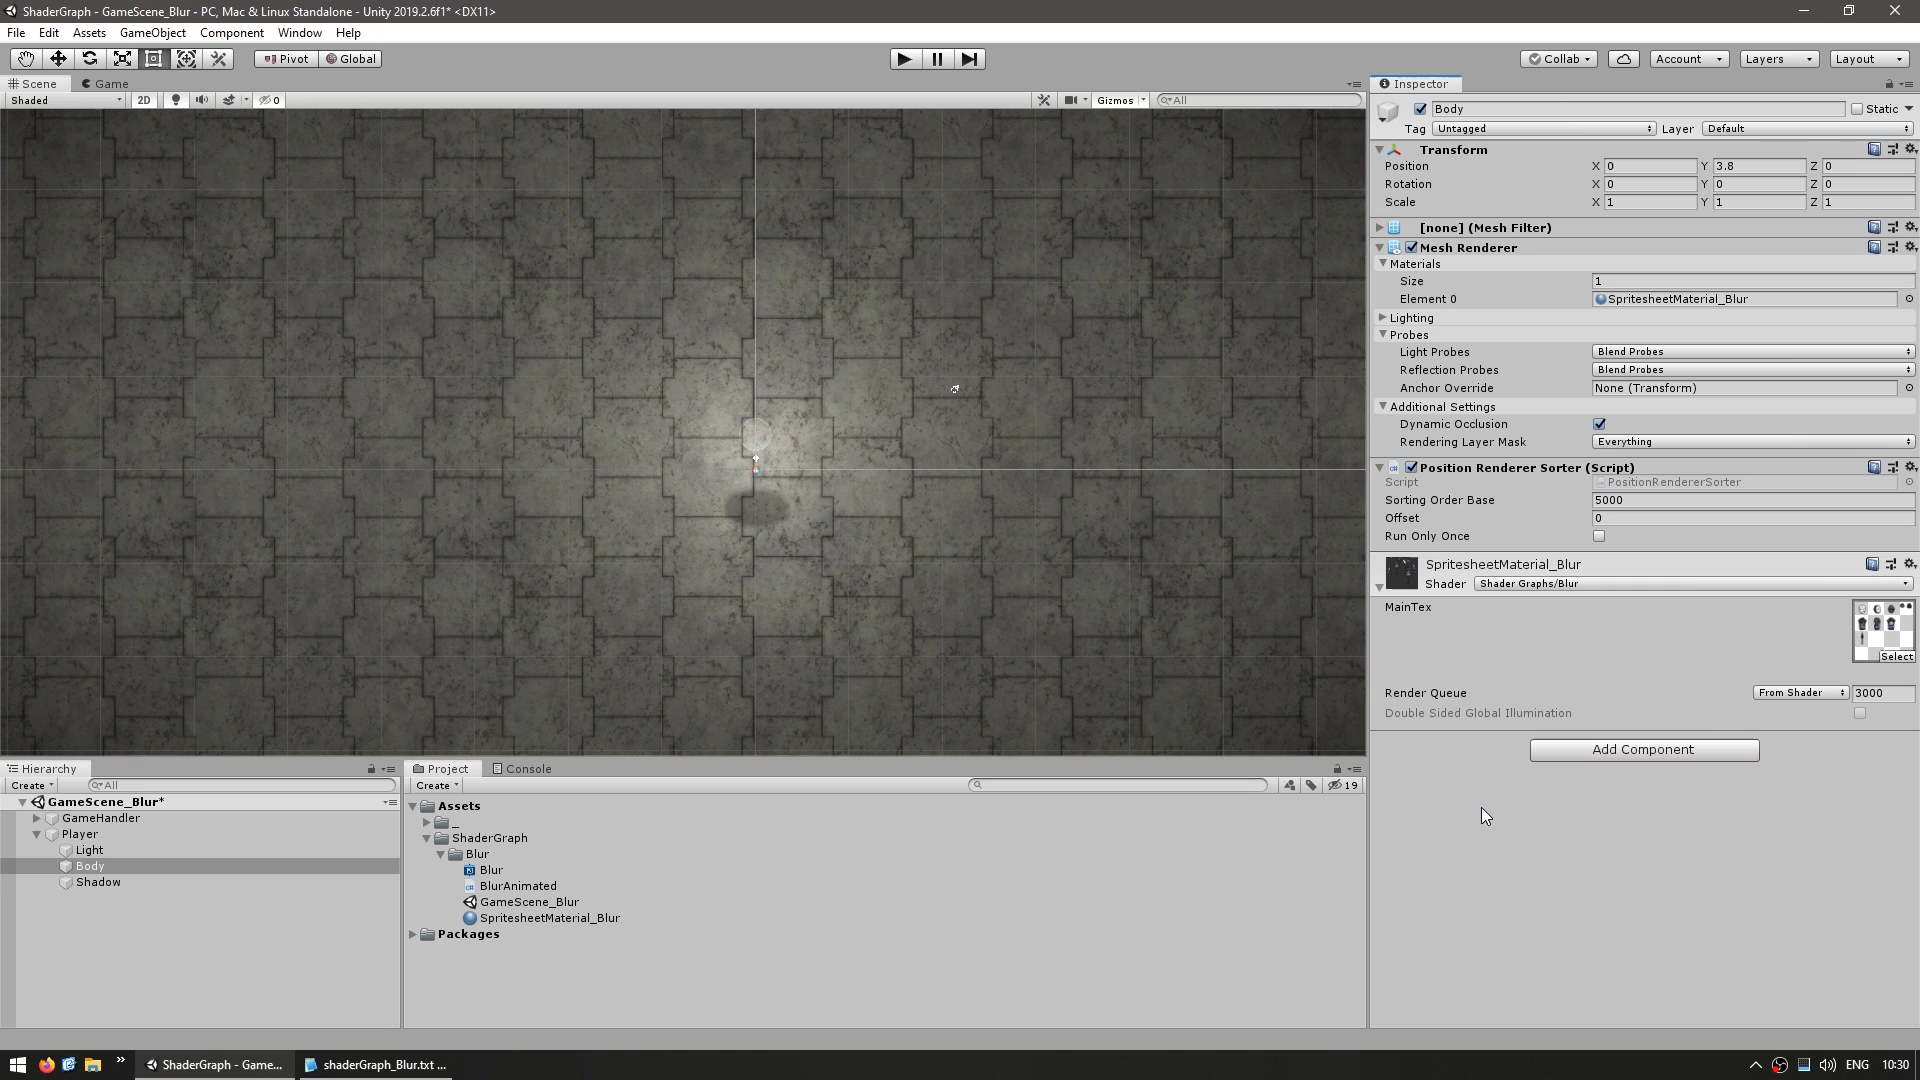 ShaderGraph - GameScene_Blur - PC, Mac & Linux Standalone - Unity 2019.2.6f1* <DX11>
File Edit Assets GameObject Component Window Help
Pivot Global Collab Account Layers Layout
Scene Game
Shaded 2D 0 Gizmos All
Inspector
Body Static
Tag Untagged Layer Default
Transform
Position X 0 Y 3.8 Z 0
Rotation X 0 Y 0 Z 0
Scale X 1 Y 1 Z 1
[none] (Mesh Filter)
Mesh Renderer
Materials
Size 1
Element 0 SpritesheetMaterial_Blur
Lighting
Probes
Light Probes Blend Probes
Reflection Probes Blend Probes
Anchor Override None (Transform)
Additional Settings
Dynamic Occlusion
Rendering Layer Mask Everything
Position Renderer Sorter (Script)
Script PositionRendererSorter
Sorting Order Base 5000
Offset 0
Run Only Once
SpritesheetMaterial_Blur
Shader Shader Graphs/Blur
MainTex
Select
Render Queue From Shader 3000
Double Sided Global Illumination
Add Component
Hierarchy
Create All
GameScene_Blur*
GameHandler
Player
Light
Body
Shadow
Project Console
Create 19
Assets
_
ShaderGraph
Blur
Blur
BlurAnimated
GameScene_Blur
SpritesheetMaterial_Blur
Packages
» ShaderGraph - Game... shaderGraph_Blur.txt ... ENG 10:30